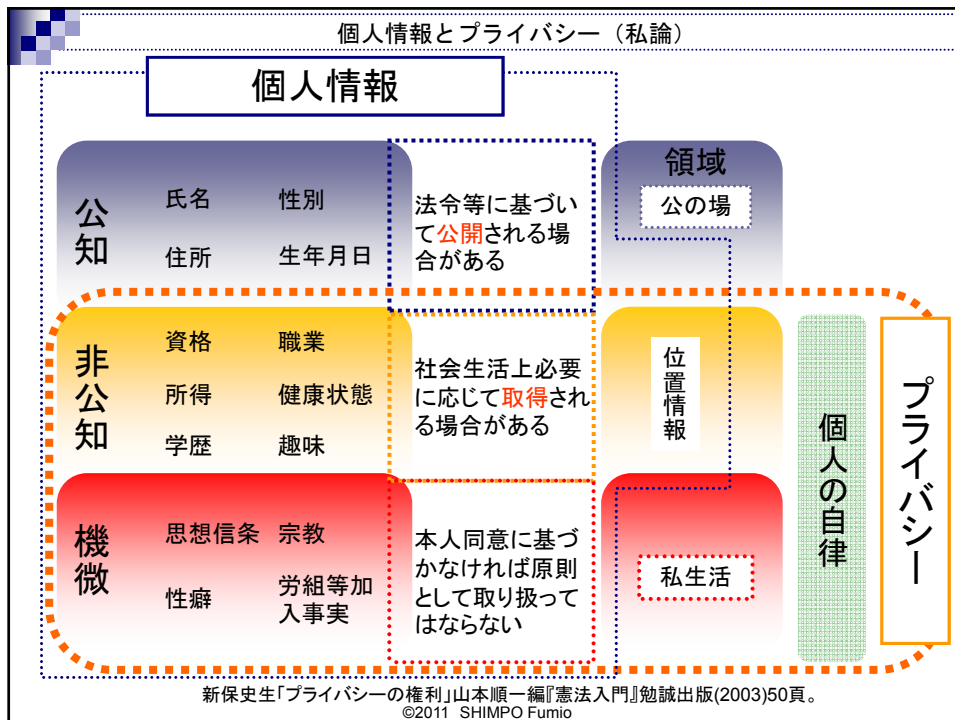 個人情報とプライバシー（私論）
個人情報
公知
氏名 性別
住所 生年月日
法令等に基づい
て公開される場
合がある
領域
公の場
非公知
資格 職業
所得 健康状態
学歴 趣味
社会生活上必要
に応じて取得され
る場合がある
位置情報
機微
思想信条 宗教
性癖 労組等加
入事実
本人同意に基づ
かなければ原則
として取り扱って
はならない
私生活
個人の自律
プライバシー
新保史生「プライバシーの権利」山本順一編『憲法入門』勉誠出版(2003)50頁。
©2011 SHIMPO Fumio